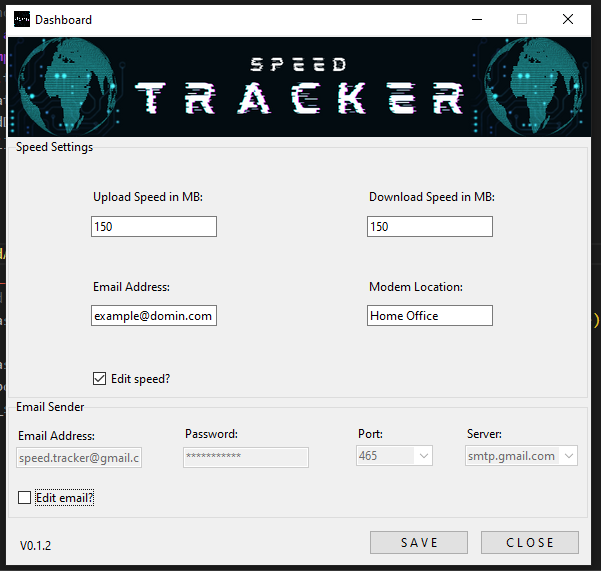 Dashboard
SPEED
TRACKER
Speed Settings
Upload Speed in MB:
Download Speed in MB:
150
150
Email Address:
Modem Location:
example@domin.com
Home Office
Edit speed?
Email Sender
Email Address:
Password:
Port:
Server:
speed.tracker@gmail.c
***********
465
smtp.gmail.com
Edit email?
V0.1.2
SAVE
CLOSE